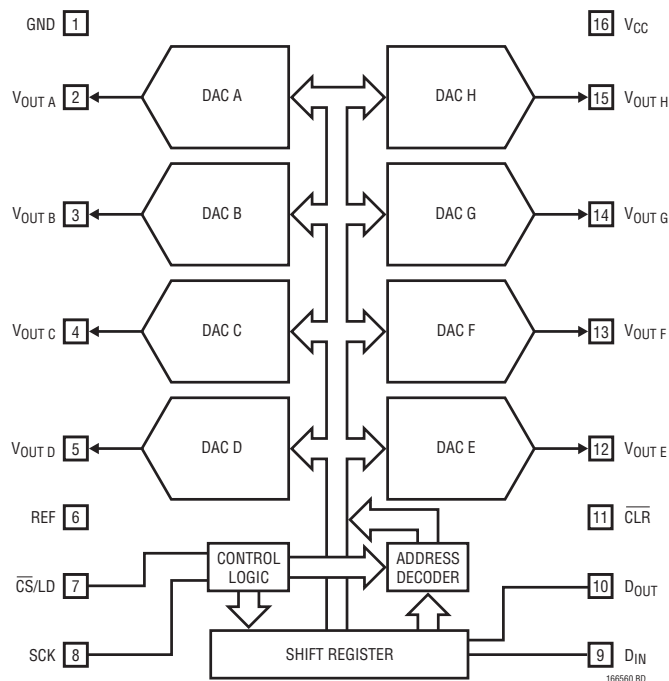 GND 1
16 VCC
VOUT A 2
DAC A
DAC H
15 VOUT H
VOUT B 3
DAC B
DAC G
14 VOUT G
VOUT C 4
DAC C
DAC F
13 VOUT F
VOUT D 5
DAC D
DAC E
12 VOUT E
REF 6
11 CLR
CS/LD 7
CONTROL
LOGIC
ADDRESS
DECODER
10 DOUT
SCK 8
SHIFT REGISTER
9 DIN
166560 BD